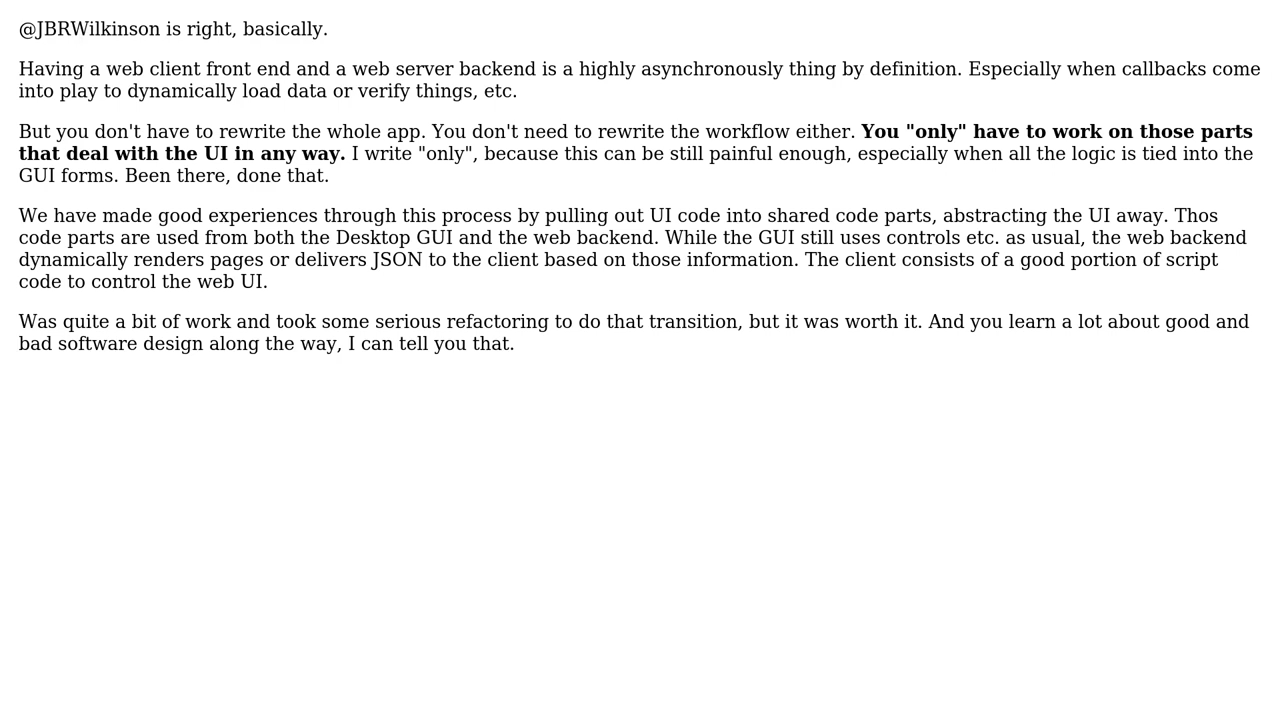 @JBRWilkinson is right, basically.
Having a web client front end and a web server backend is a highly asynchronously thing by definition. Especially when callbacks come
into play to dynamically load data or verify things, etc.
But you don't have to rewrite the whole app. You don't need to rewrite the workflow either. You "only" have to work on those parts
that deal with the UI in any way. I write "only", because this can be still painful enough, especially when all the logic is tied into the
GUI forms. Been there, done that.
We have made good experiences through this process by pulling out UI code into shared code parts, abstracting the UI away. Thos
code parts are used from both the Desktop GUI and the web backend. While the GUI still uses controls etc. as usual, the web backend
dynamically renders pages or delivers JSON to the client based on those information. The client consists of a good portion of script
code to control the web UI.
Was quite a bit of work and took some serious refactoring to do that transition, but it was worth it. And you learn a lot about good and
bad software design along the way, I can tell you that.